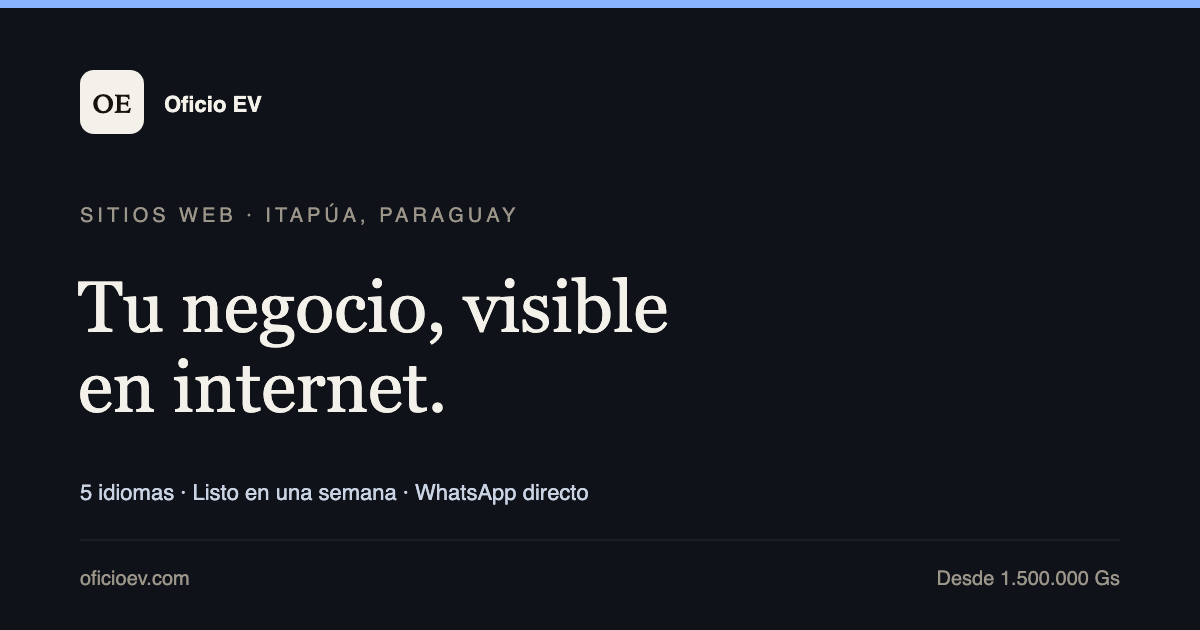 OE
Oficio EV
SITIOS WEB · ITAPÚA, PARAGUAY
Tu negocio, visible
en internet.
5 idiomas · Listo en una semana · WhatsApp directo
oficioev.com
Desde 1.500.000 Gs